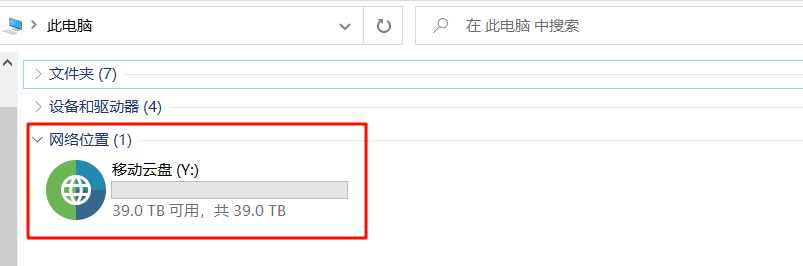 此电脑
在 此电脑 中搜索
文件夹 (7)
设备和驱动器 (4)
网络位置 (1)
移动云盘 (Y:)
39.0 TB 可用，共 39.0 TB